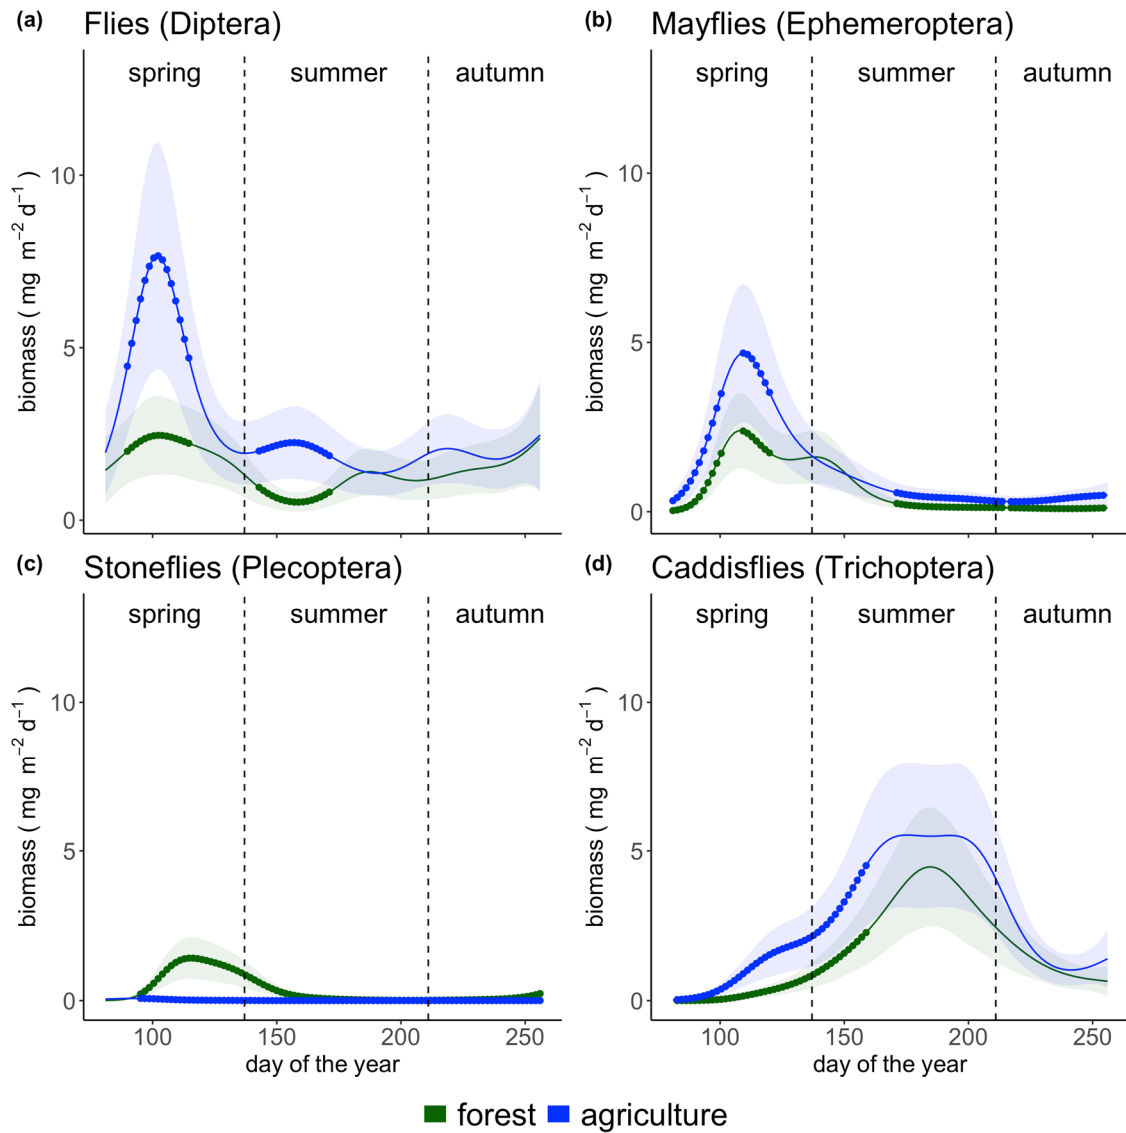 (a) Flies (Diptera)
spring summer autumn
biomass ( mg m⁻² d⁻¹ )
10
5
0
(b) Mayflies (Ephemeroptera)
spring summer autumn
biomass ( mg m⁻² d⁻¹ )
10
5
0
(c) Stoneflies (Plecoptera)
spring summer autumn
biomass ( mg m⁻² d⁻¹ )
10
5
0
100 150 200 250
day of the year
(d) Caddisflies (Trichoptera)
spring summer autumn
biomass ( mg m⁻² d⁻¹ )
10
5
0
100 150 200 250
day of the year
forest agriculture